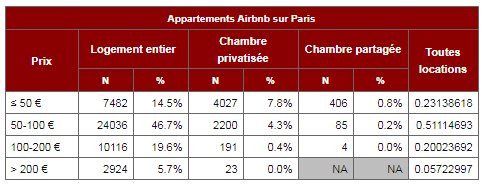 Appartements Airbnb sur Paris
Prix Logement entier Chambre privatisée Chambre partagée Toutes locations
N % N % N %
≤ 50 € 7482 14.5% 4027 7.8% 406 0.8% 0.23138618
50-100 € 24036 46.7% 2200 4.3% 85 0.2% 0.51114693
100-200 € 10116 19.6% 191 0.4% 4 0.0% 0.20023692
> 200 € 2924 5.7% 23 0.0% NA NA 0.05722997